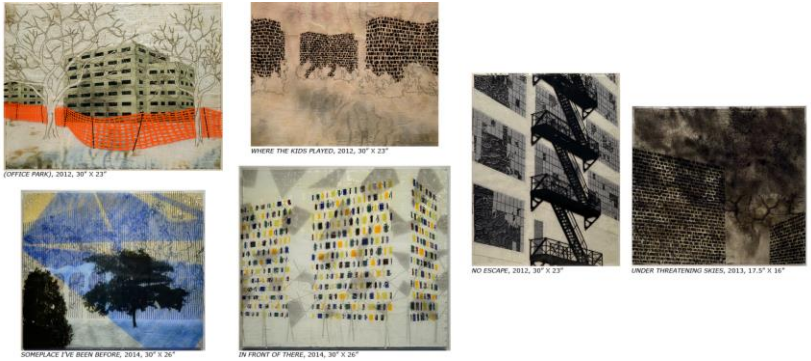 (OFFICE PARK), 2012, 30" X 23"
WHERE THE KIDS PLAYED, 2012, 30" X 23"
NO ESCAPE, 2012, 30" X 23"
UNDER THREATENING SKIES, 2013, 17.5" X 16"
SOMEPLACE I'VE BEEN BEFORE, 2014, 30" X 26"
IN FRONT OF THERE, 2014, 30" X 26"